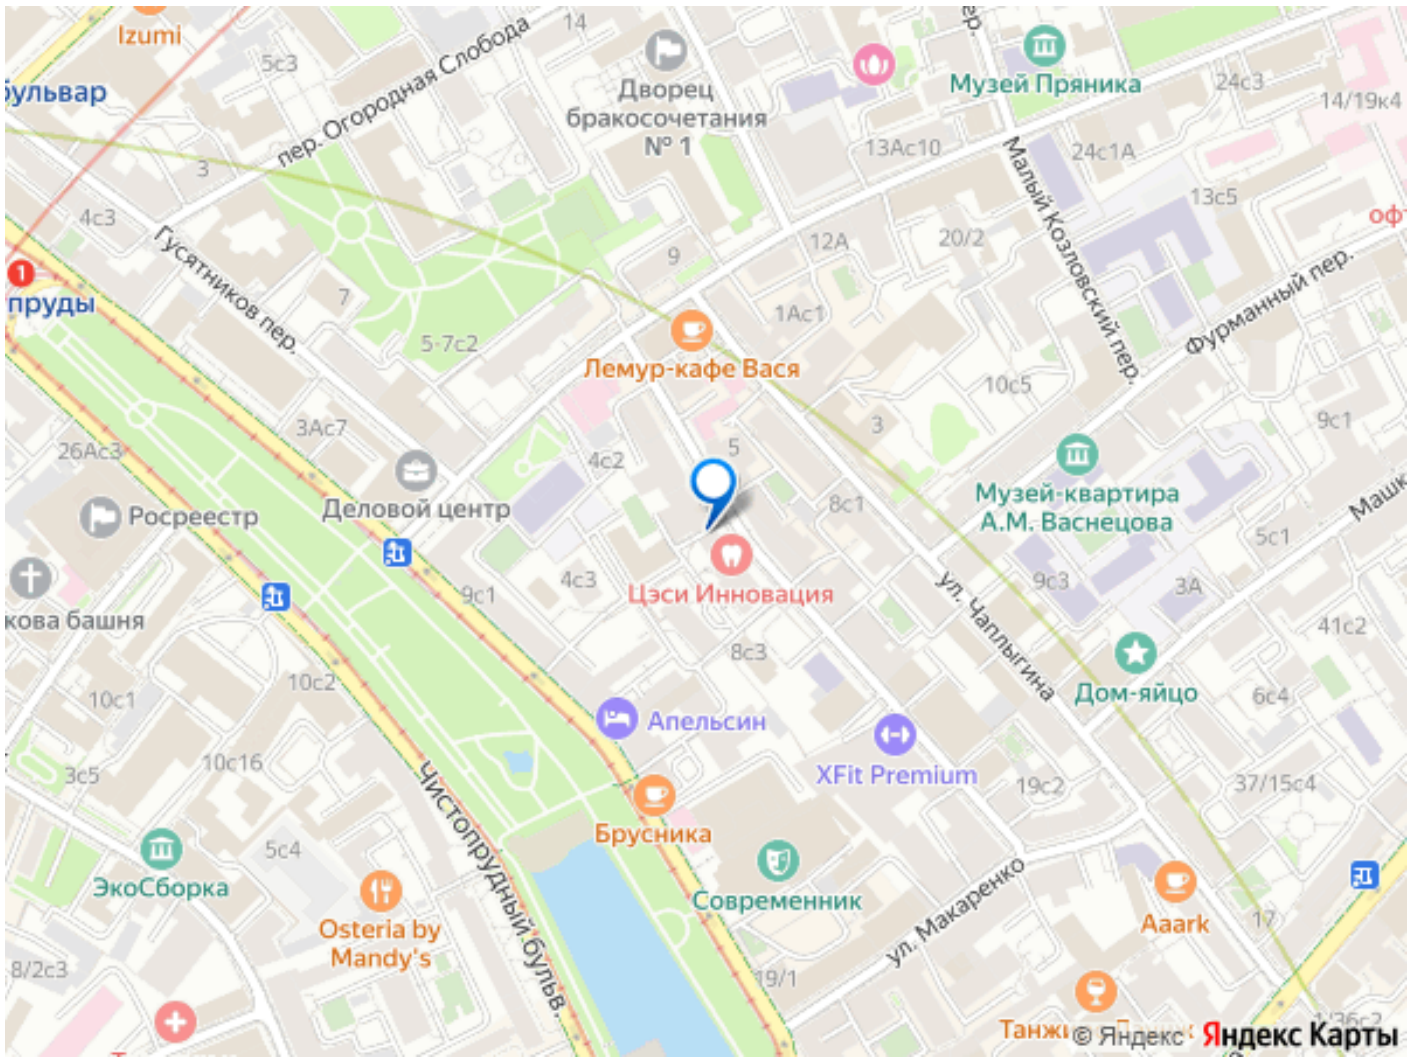 Izumi
14
5с3
бульвар
пер. Огородная Слобода
Дворец
бракосочетания
№ 1
Музей Пряника
24с3
14/19к4
13Ас10
24с1А
3
13с5
4с3
Малый Козловский пер.
12А
20/2
9
Гусятников пер.
1
пруды
7
5-7с2
1Ас1
Фурманный пер.
Лемур-кафе Вася
10с5
3Ас7
3
9с1
26Ас3
5
4с2
Деловой центр
Росреестр
8с1
Музей-квартира
А.М. Васнецова
5с1
9с1
4с3
Цэси Инновация
9с3
3А
кова башня
41с2
ул. Чаплыгина
8с3
10с2
10с1
Дом-яйцо
6с4
Апельсин
10с16
3с5
XFit Premium
19с2
37/15с4
Чистопрудный бульв.
Брусника
5с4
ЭкоСборка
Современник
ул. Макаренко
Osteria by
Mandy's
Aaark
17
8/2с3
19/1
© Яндекс
Яндекс Карты